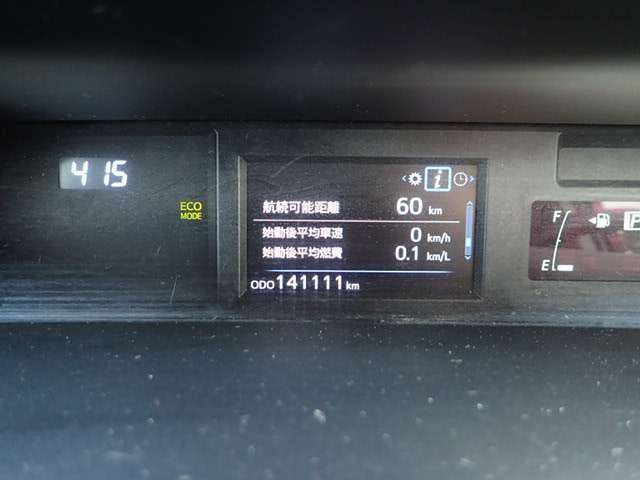 415
ECO
MODE
航続可能距離 60 km
始動後平均車速 0 km/h
始動後平均燃費 0.1 km/L
ODO 141111 km
F
E
P